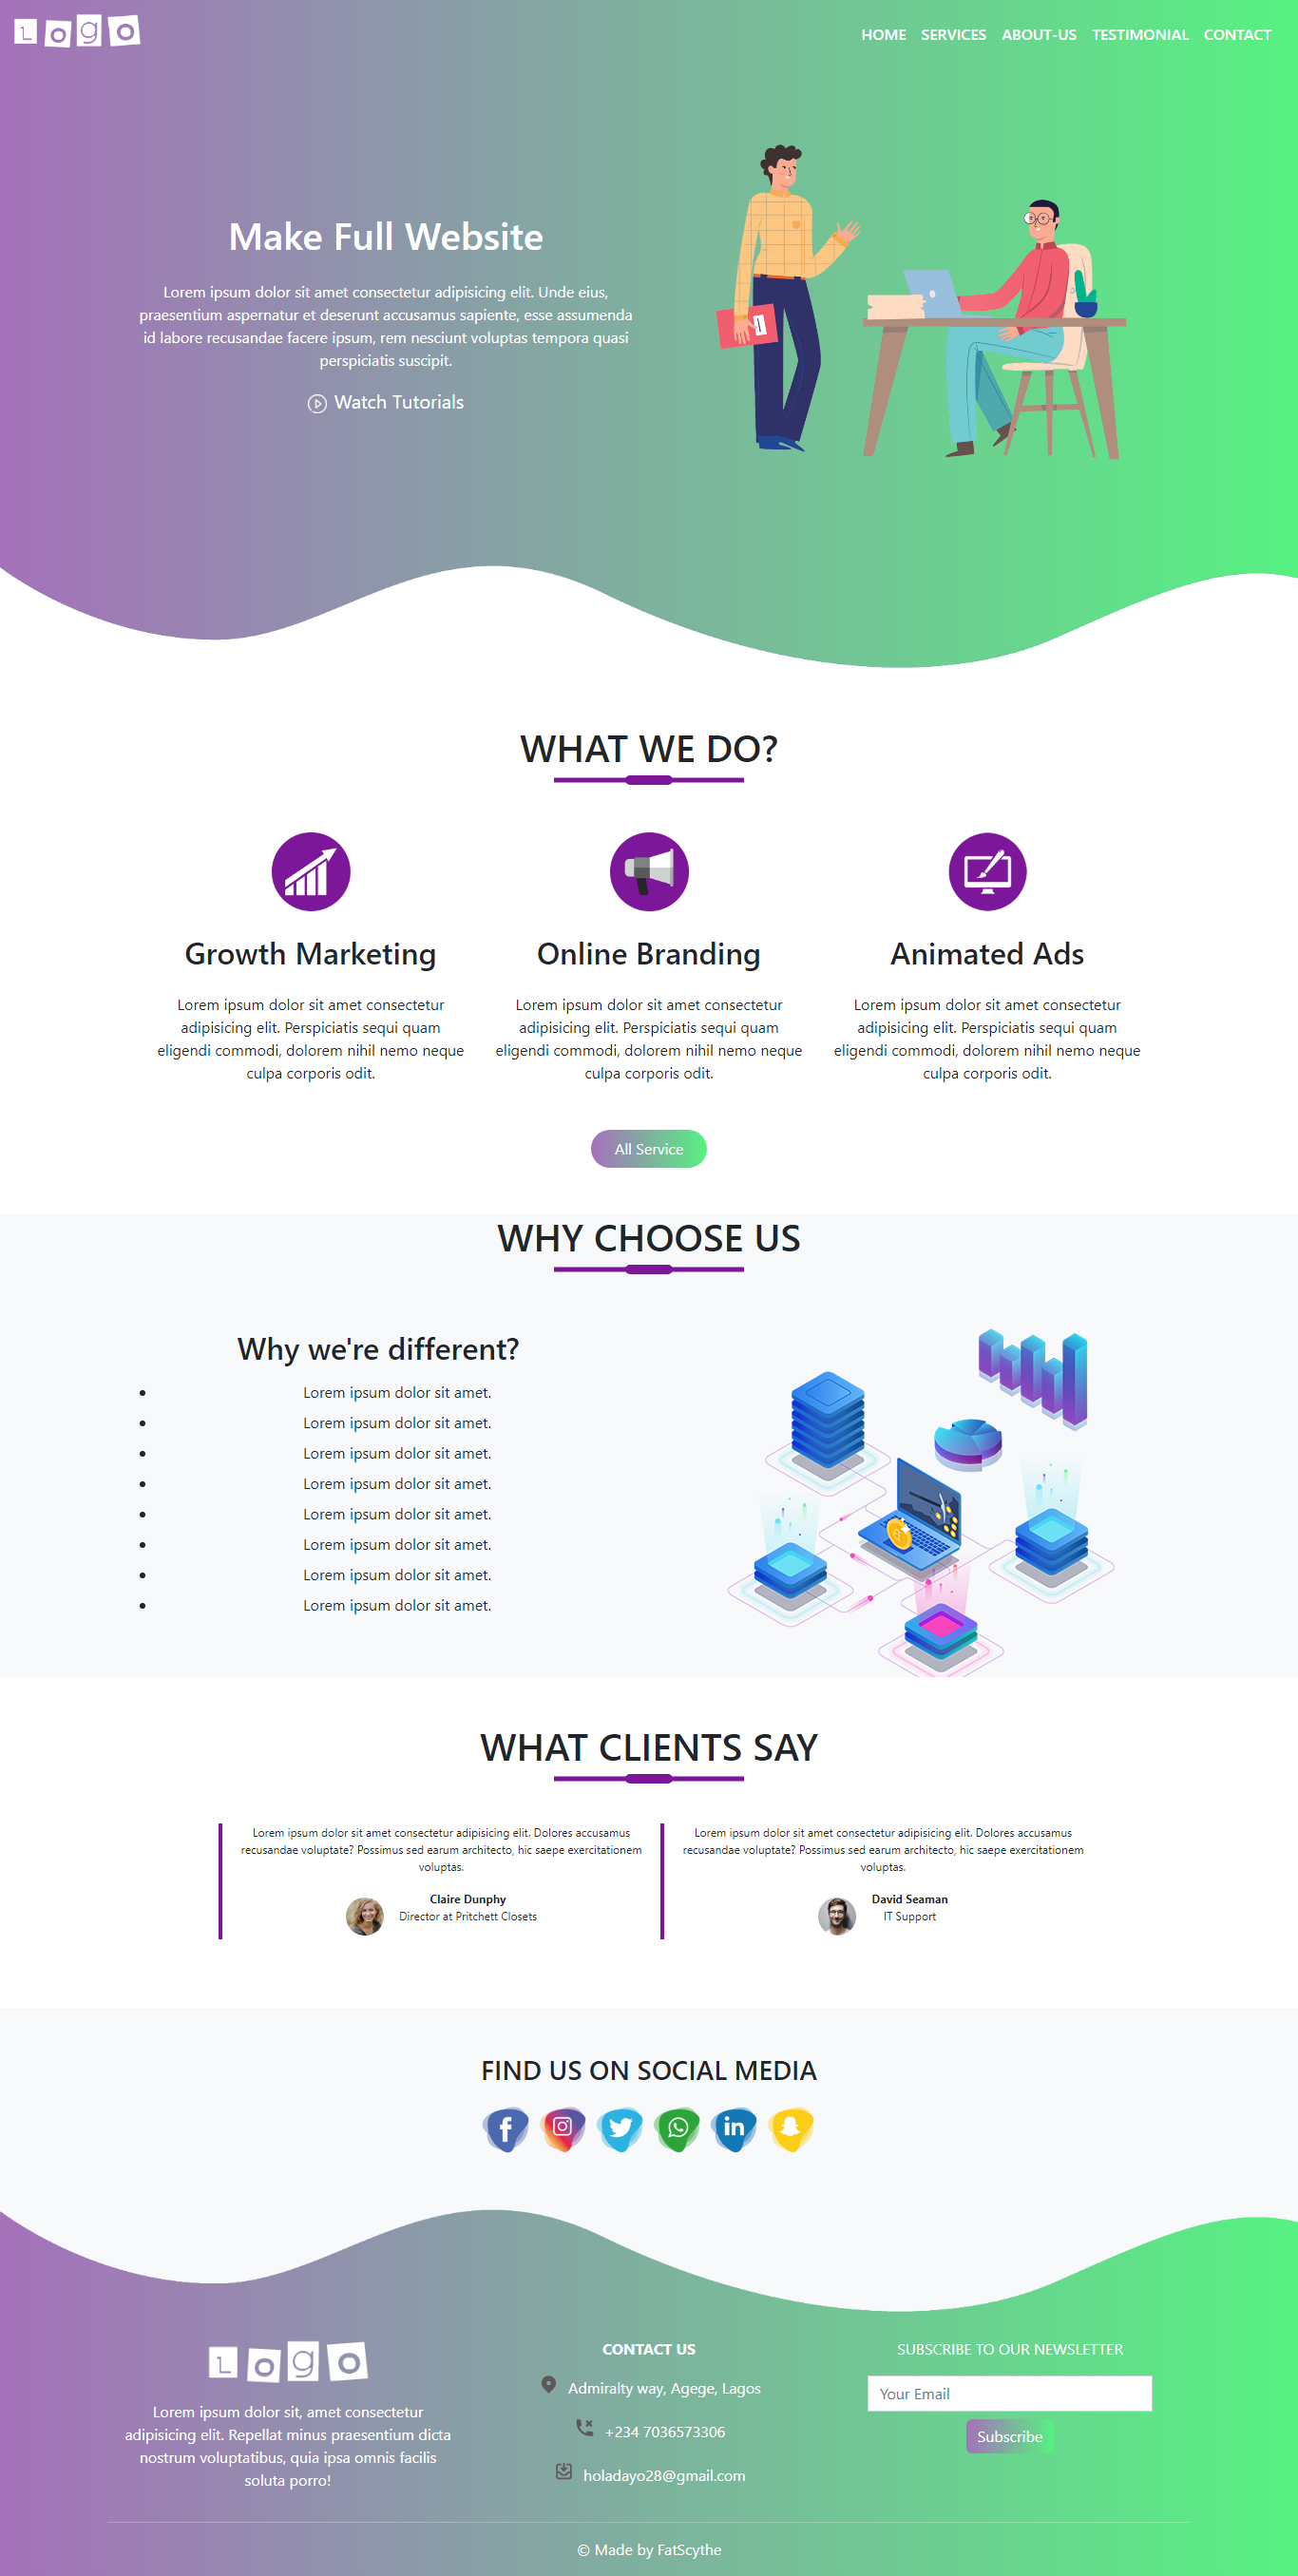 Logo
HOME SERVICES ABOUT-US TESTIMONIAL CONTACT
Make Full Website
Lorem ipsum dolor sit amet consectetur adipisicing elit. Unde eius,
praesentium aspernatur et deserunt accusamus sapiente, esse assumenda
id labore recusandae facere ipsum, rem nesciunt voluptas tempora quasi
perspiciatis suscipit.
Watch Tutorials
WHAT WE DO?
Growth Marketing
Lorem ipsum dolor sit amet consectetur
adipisicing elit. Perspiciatis sequi quam
eligendi commodi, dolorem nihil nemo neque
culpa corporis odit.
Online Branding
Lorem ipsum dolor sit amet consectetur
adipisicing elit. Perspiciatis sequi quam
eligendi commodi, dolorem nihil nemo neque
culpa corporis odit.
Animated Ads
Lorem ipsum dolor sit amet consectetur
adipisicing elit. Perspiciatis sequi quam
eligendi commodi, dolorem nihil nemo neque
culpa corporis odit.
All Service
WHY CHOOSE US
Why we're different?
Lorem ipsum dolor sit amet.
Lorem ipsum dolor sit amet.
Lorem ipsum dolor sit amet.
Lorem ipsum dolor sit amet.
Lorem ipsum dolor sit amet.
Lorem ipsum dolor sit amet.
Lorem ipsum dolor sit amet.
Lorem ipsum dolor sit amet.
WHAT CLIENTS SAY
Lorem ipsum dolor sit amet consectetur adipisicing elit. Dolores accusamus
recusandae voluptate? Possimus sed earum architecto, hic saepe exercitationem
voluptas.
Claire Dunphy
Director at Pritchett Closets
Lorem ipsum dolor sit amet consectetur adipisicing elit. Dolores accusamus
recusandae voluptate? Possimus sed earum architecto, hic saepe exercitationem
voluptas.
David Seaman
IT Support
FIND US ON SOCIAL MEDIA
Logo
Lorem ipsum dolor sit, amet consectetur
adipisicing elit. Repellat minus praesentium dicta
nostrum voluptatibus, quia ipsa omnis facilis
soluta porro!
CONTACT US
Admiralty way, Agege, Lagos
+234 7036573306
holadayo28@gmail.com
SUBSCRIBE TO OUR NEWSLETTER
Your Email
Subscribe
© Made by FatScythe